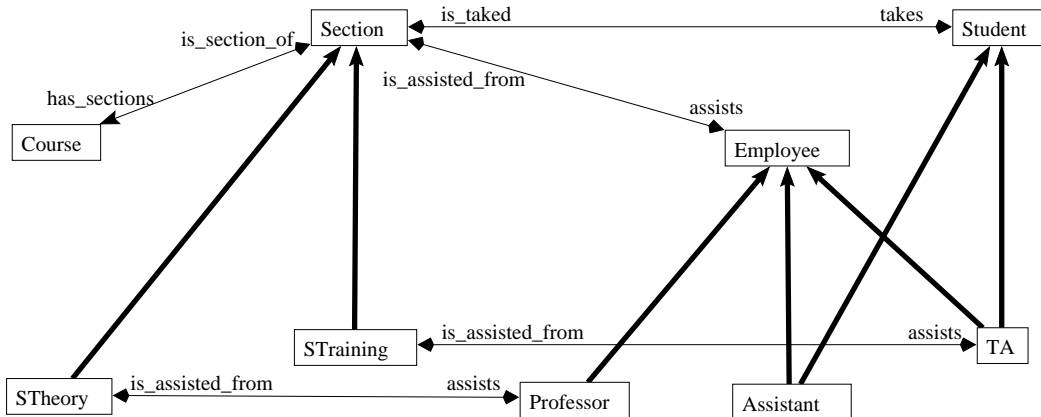 Section
is_taked
takes
Student
is_section_of
is_assisted_from
has_sections
assists
Course
Employee
STraining
is_assisted_from
assists
TA
STheory
is_assisted_from
assists
Professor
Assistant